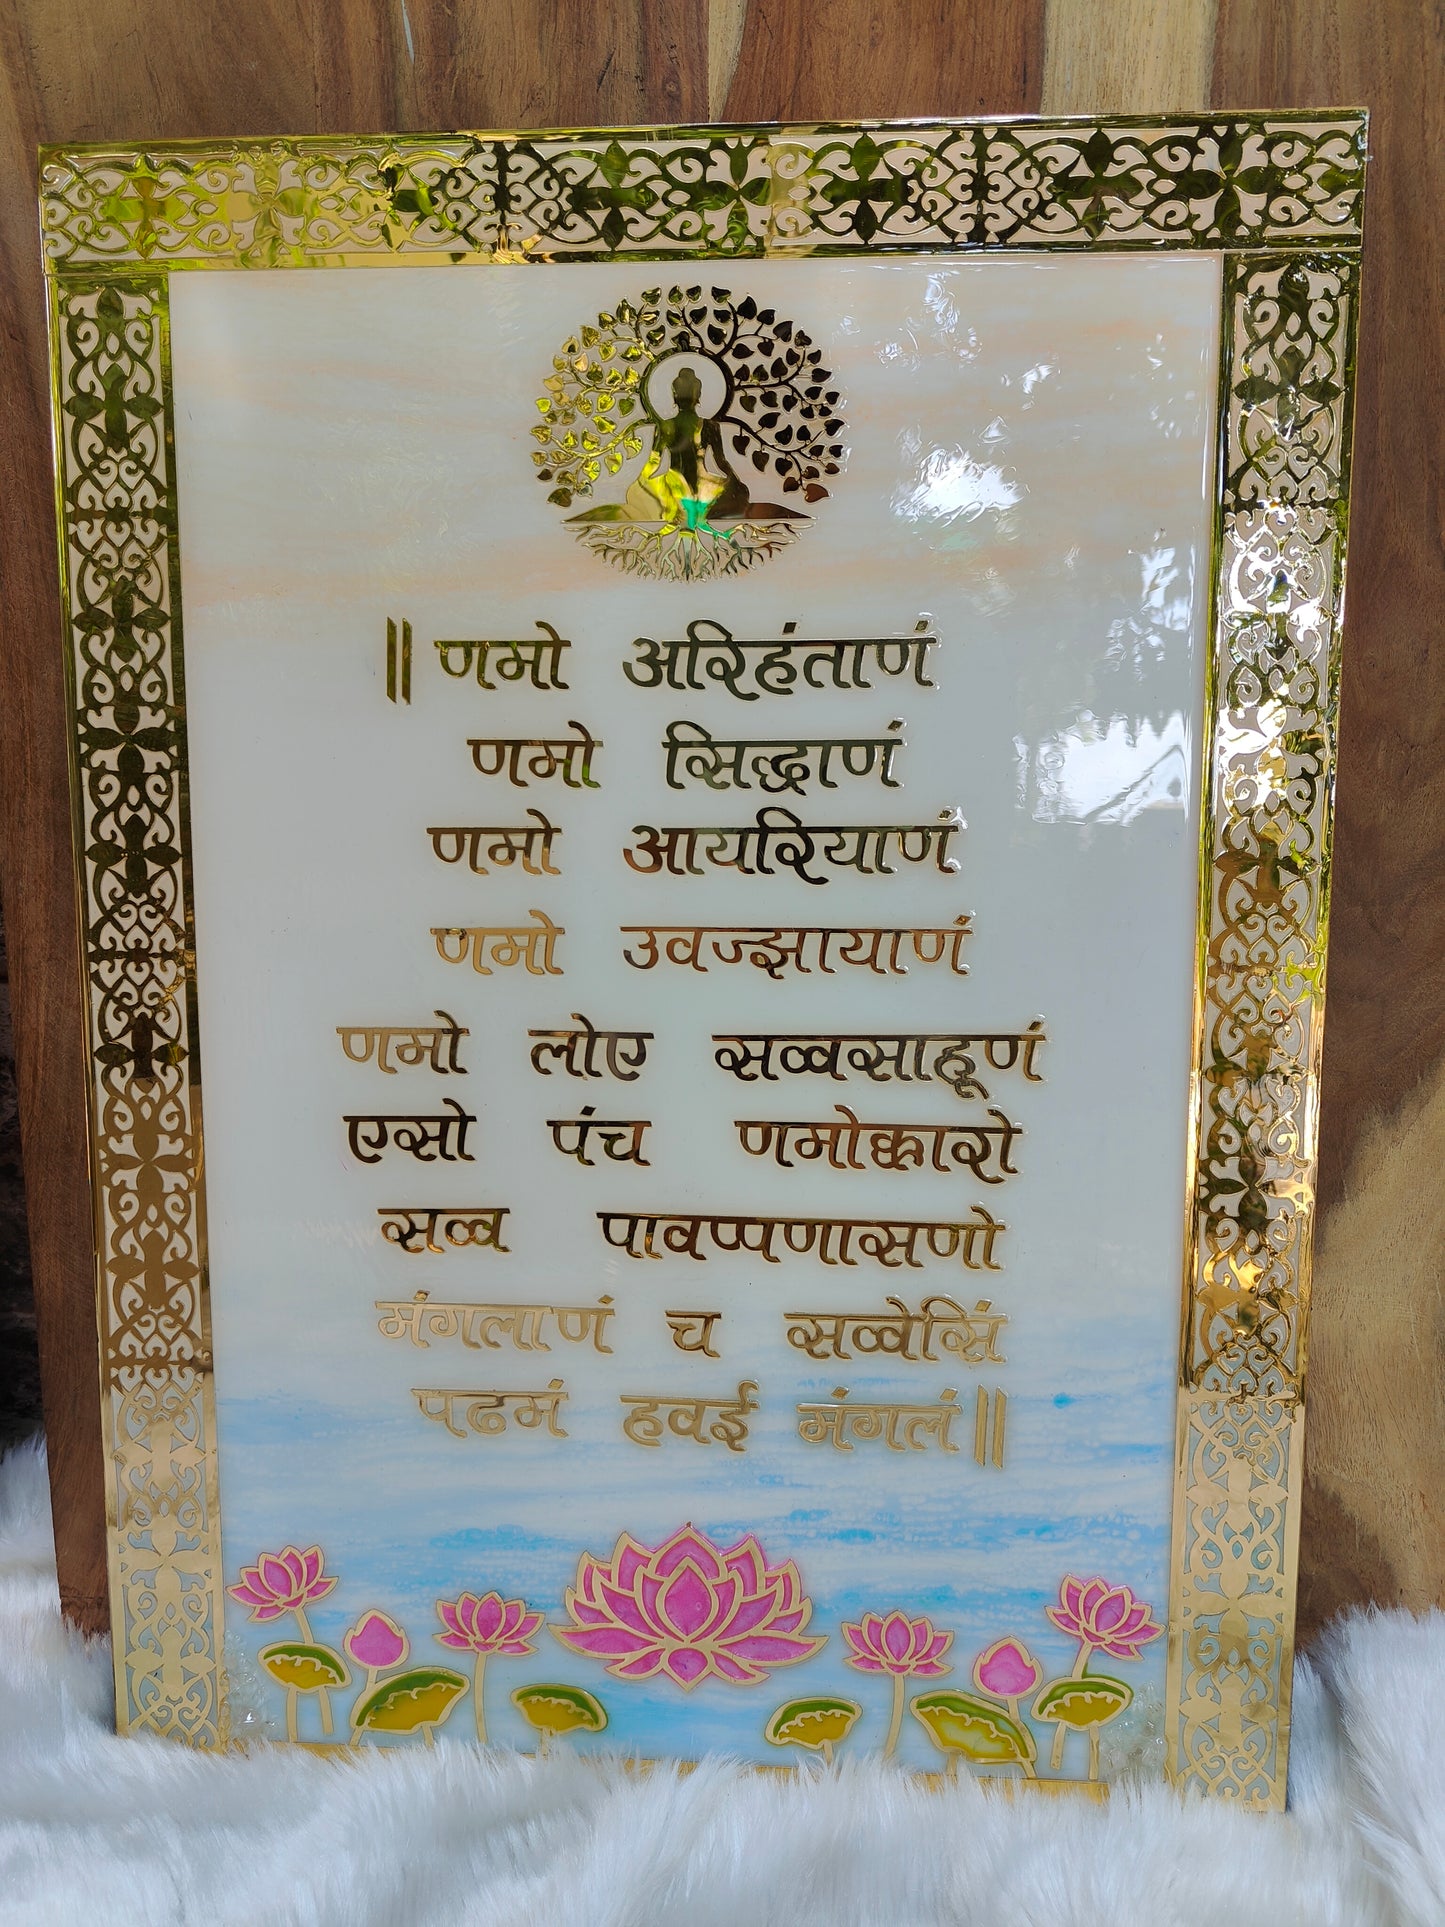 ॥ णमो अरिहंताणं
णमो सिद्धाणं
णमो आयरियाणं
णमो उवज्झायाणं
णमो लोए सव्वसाहूणं
एसो पंच णमोक्कारो
सव्व पावप्पणासणो
मंगलाणं च सव्वेसिं
पढमं हवई मंगलं ॥